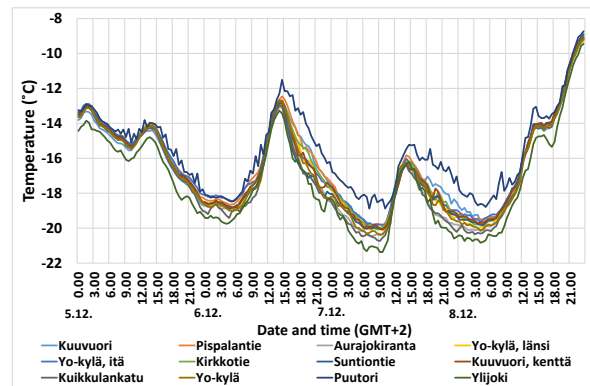 Temperature (°C)
-8
-10
-12
-14
-16
-18
-20
-22
0.00 3.00 6.00 9.00 12.00 15.00 18.00 21.00 0.00 3.00 6.00 9.00 12.00 15.00 18.00 21.00 0.00 3.00 6.00 9.00 12.00 15.00 18.00 21.00 0.00 3.00 6.00 9.00 12.00 15.00 18.00 21.00
5.12. 6.12. 7.12. 8.12.
Date and time (GMT+2)
Kuuvuori Pispalantie Aurajokiranta Yo-kylä, länsi
Yo-kylä, itä Kirkkotie Suntiontie Kuuvuori, kenttä
Kuikkulankatu Yo-kylä Puutori Ylijoki